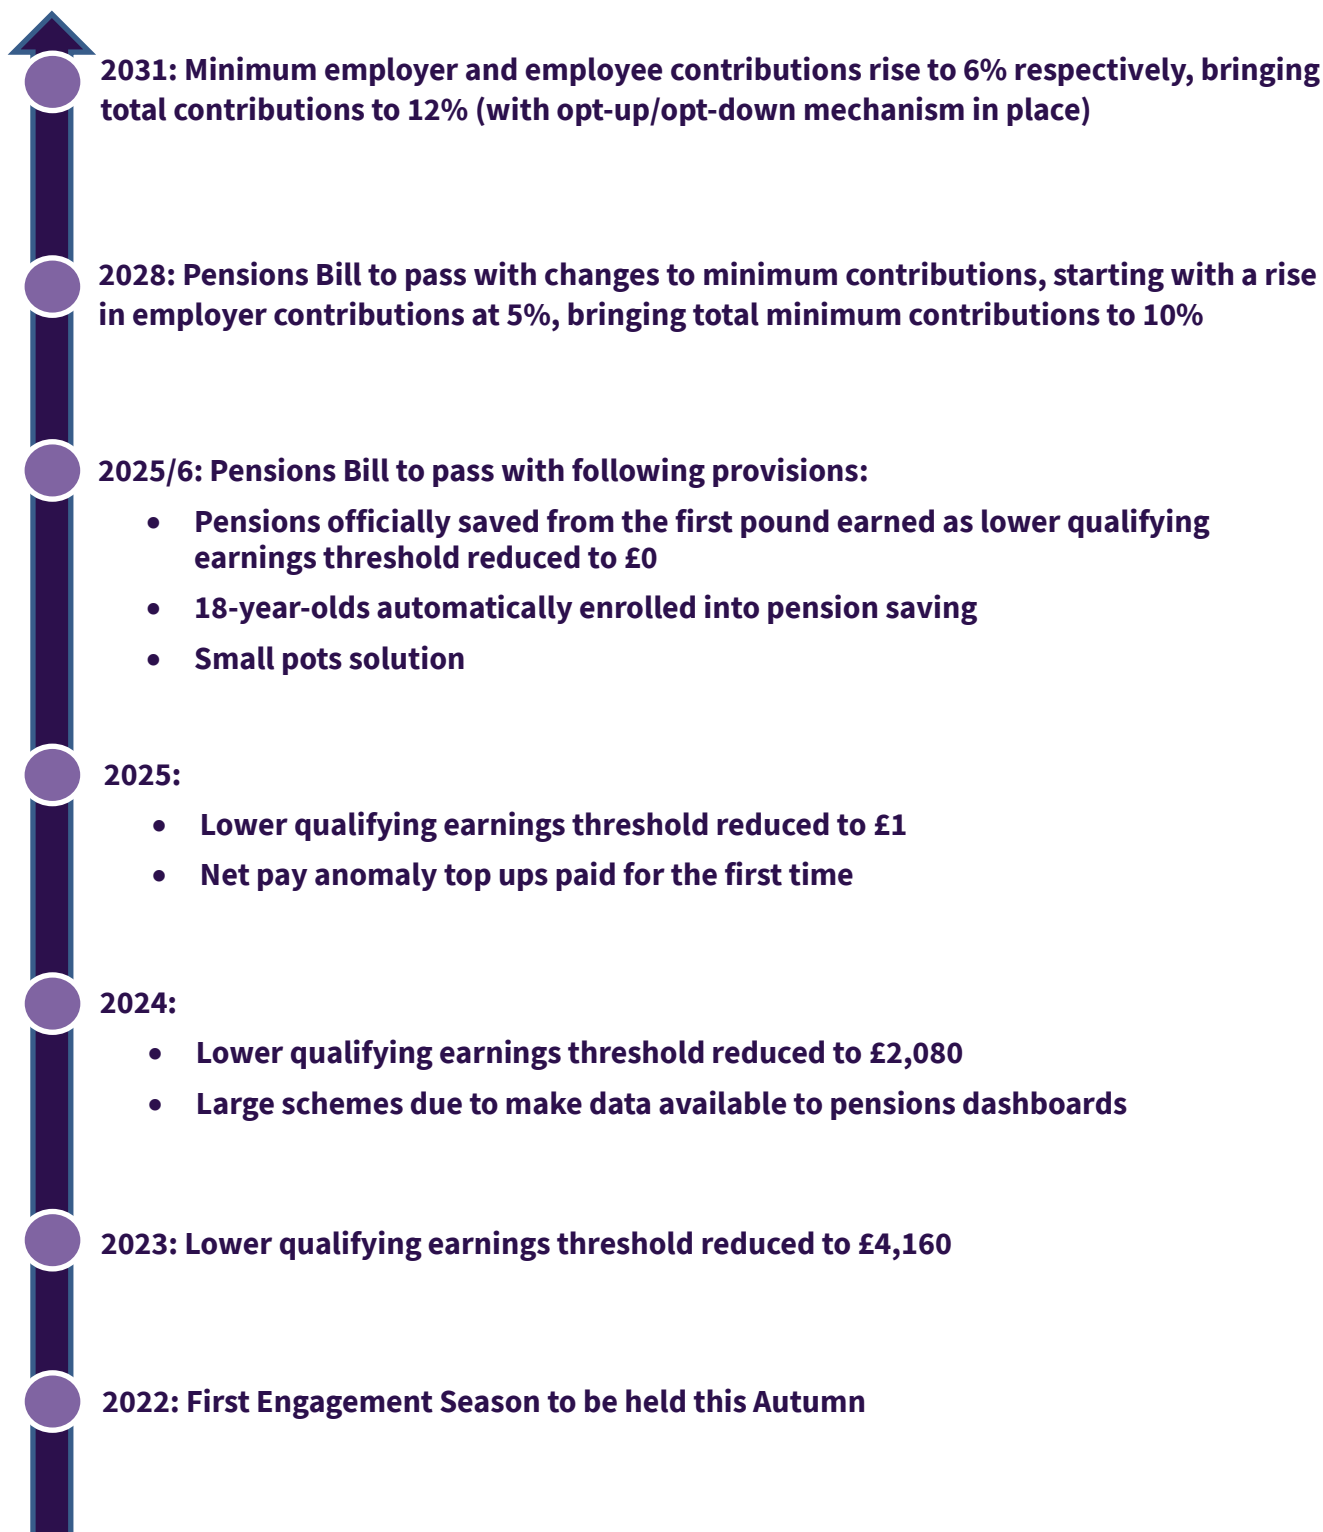 2031: Minimum employer and employee contributions rise to 6% respectively, bringing
total contributions to 12% (with opt-up/opt-down mechanism in place)
2028: Pensions Bill to pass with changes to minimum contributions, starting with a rise
in employer contributions at 5%, bringing total minimum contributions to 10%
2025/6: Pensions Bill to pass with following provisions:
• Pensions officially saved from the first pound earned as lower qualifying
earnings threshold reduced to £0
• 18-year-olds automatically enrolled into pension saving
• Small pots solution
2025:
• Lower qualifying earnings threshold reduced to £1
• Net pay anomaly top ups paid for the first time
2024:
• Lower qualifying earnings threshold reduced to £2,080
• Large schemes due to make data available to pensions dashboards
2023: Lower qualifying earnings threshold reduced to £4,160
2022: First Engagement Season to be held this Autumn